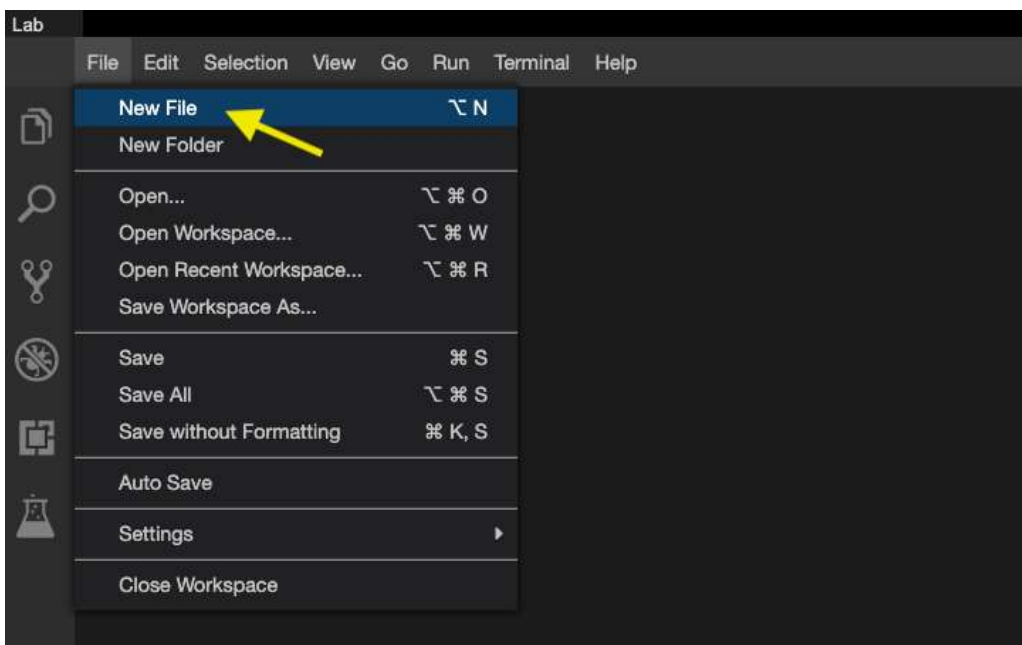 Lab
File Edit Selection View Go Run Terminal Help
New File ⌥ N
New Folder
Open... ⌥ ⌘ O
Open Workspace... ⌥ ⌘ W
Open Recent Workspace... ⌥ ⌘ R
Save Workspace As...
Save ⌘ S
Save All ⌥ ⌘ S
Save without Formatting ⌘ K, S
Auto Save
Settings
Close Workspace